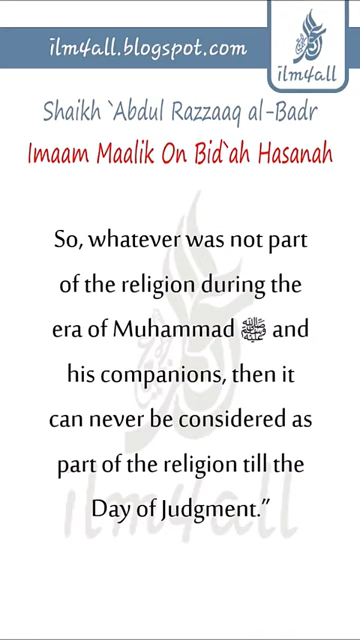 ilm4all.blogspot.com
ilm4all
Shaikh `Abdul Razzaaq al-Badr
Imaam Maalik On Bid`ah Hasanah
So, whatever was not part
of the religion during the
era of Muhammad ﷺ and
his companions, then it
can never be considered as
part of the religion till the
Day of Judgment.”
ilm4all